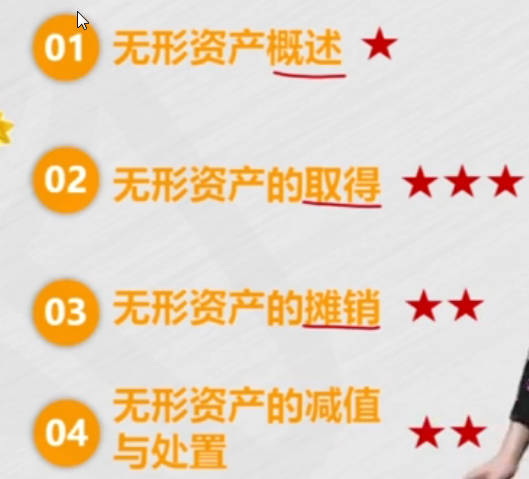 01 无形资产概述 ★
02 无形资产的取得 ★★★
03 无形资产的摊销 ★★
04 无形资产的减值
与处置 ★★